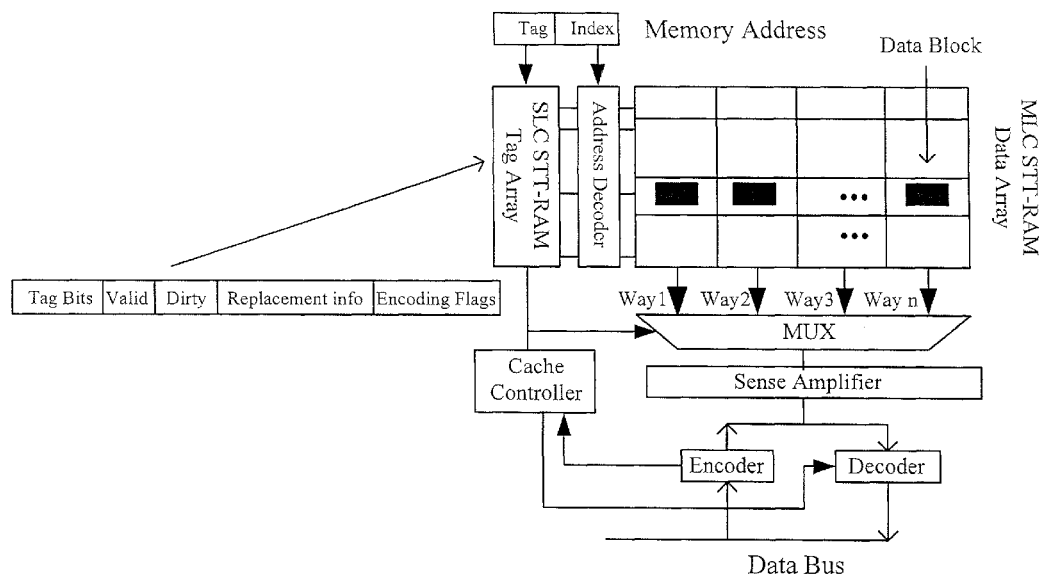 Tag Index
Memory Address
Data Block
SLC STT-RAM
Tag Array
Address Decoder
MLC STT-RAM
Data Array
Tag Bits Valid Dirty Replacement info Encoding Flags
Way1 Way2 Way3 Way n
MUX
Cache
Controller
Sense Amplifier
Encoder
Decoder
Data Bus